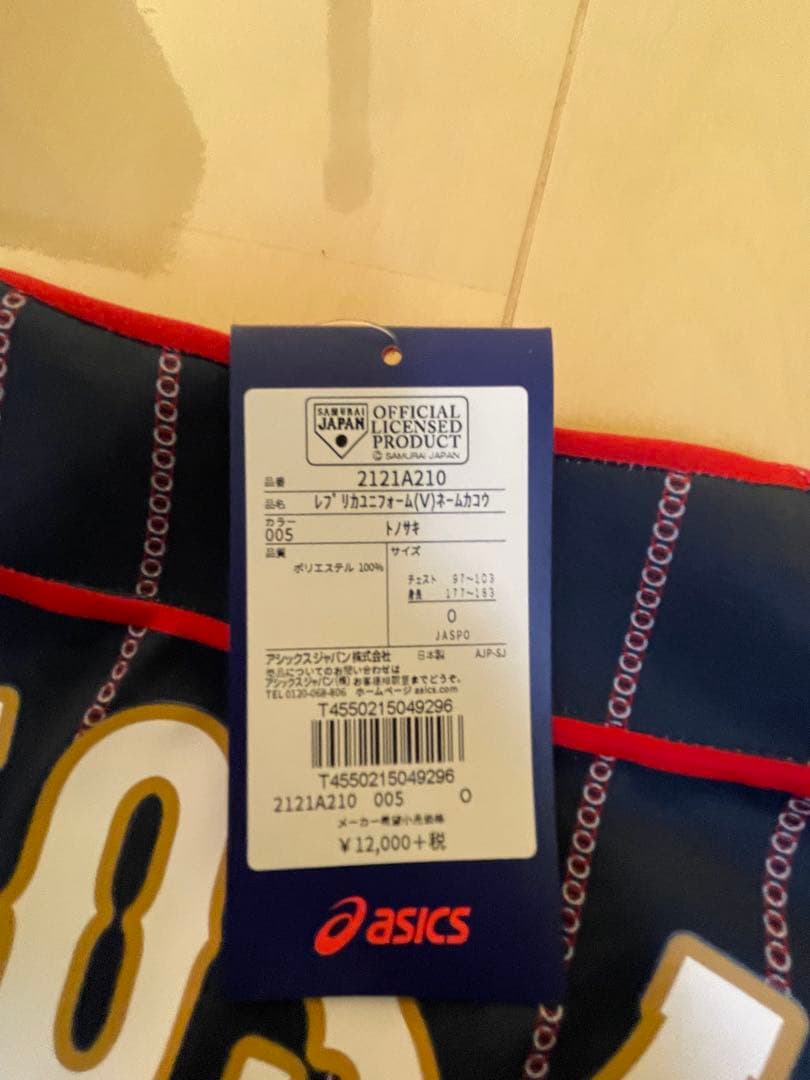 SAMURAI
JAPAN
OFFICIAL
LICENSED
PRODUCT
© SAMURAI JAPAN
品番 2121A210
品名 レプリカユニフォーム(V)ネームカコウ
カラー
005 トノサキ
品質 サイズ
ポリエステル 100%
チェスト 97~103
身長 177~183
O
JASPO
アシックスジャパン株式会社 日本製 AJP-SJ
商品についてのお問い合わせは
アシックスジャパン(株)お客様相談室までどうぞ。
TEL 0120-068-806 ホームページ asics.com
T4550215049296
T4550215049296
2121A210 005 O
メーカー希望小売価格
¥12,000+税
asics